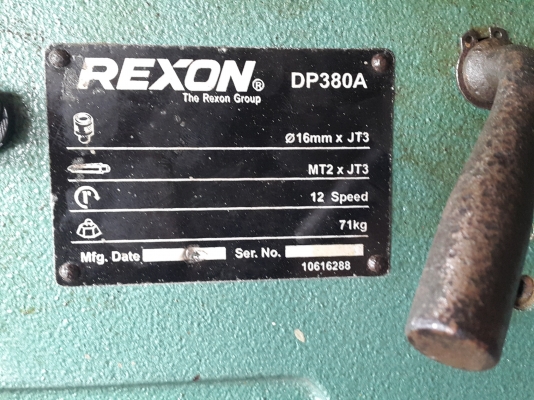 REXON® DP380A
The Rexon Group
Ø16mm x JT3
MT2 x JT3
12 Speed
71kg
Mfg. Date Ser. No.
10616288